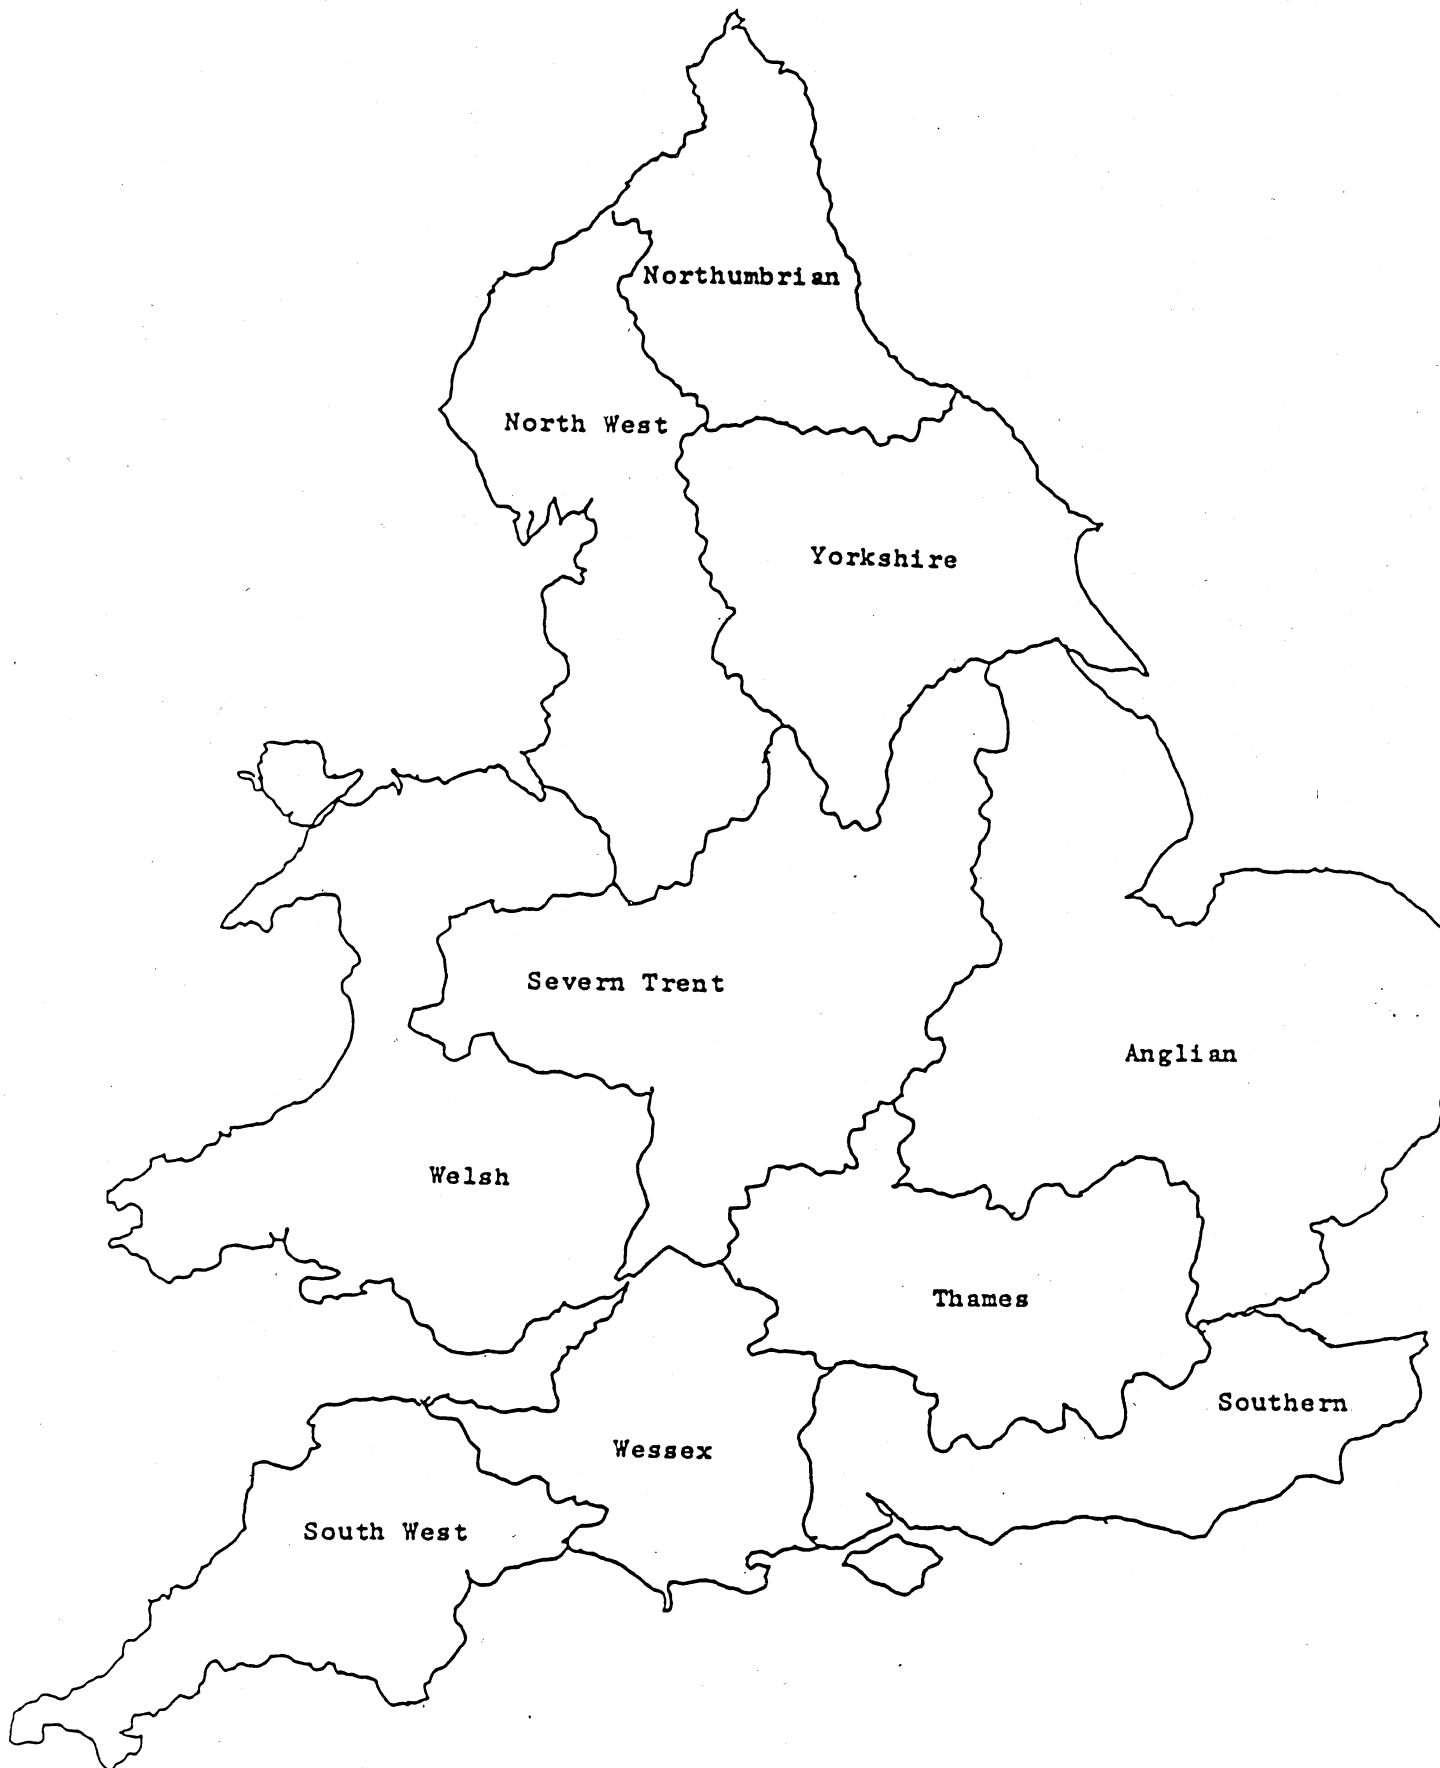 Northumbrian
North West
Yorkshire
Severn Trent
Anglian
Welsh
Thames
Southern
Wessex
South West